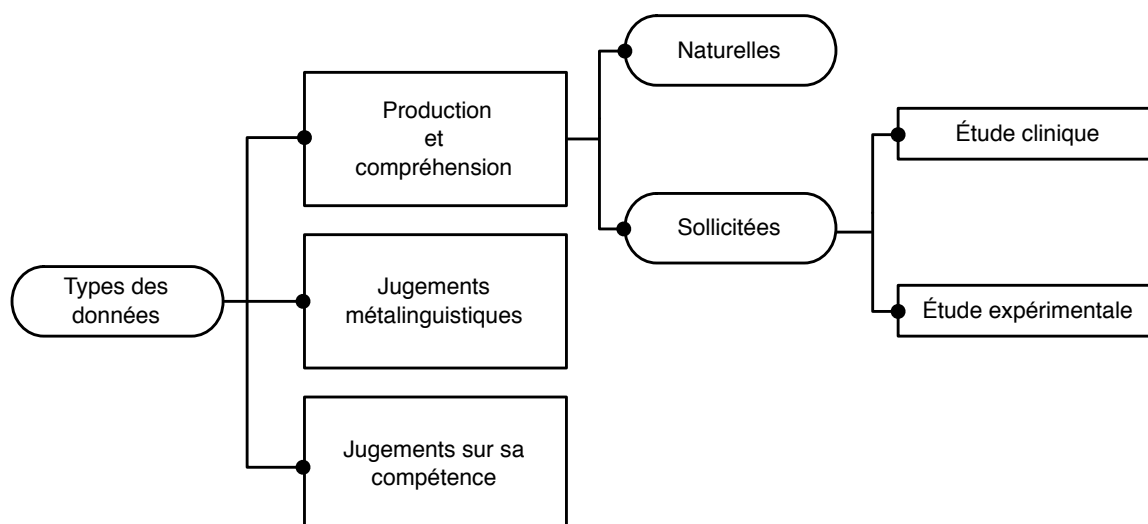 Types des
données
Production
et
compréhension
Jugements
métalinguistiques
Jugements sur sa
compétence
Naturelles
Sollicitées
Étude clinique
Étude expérimentale